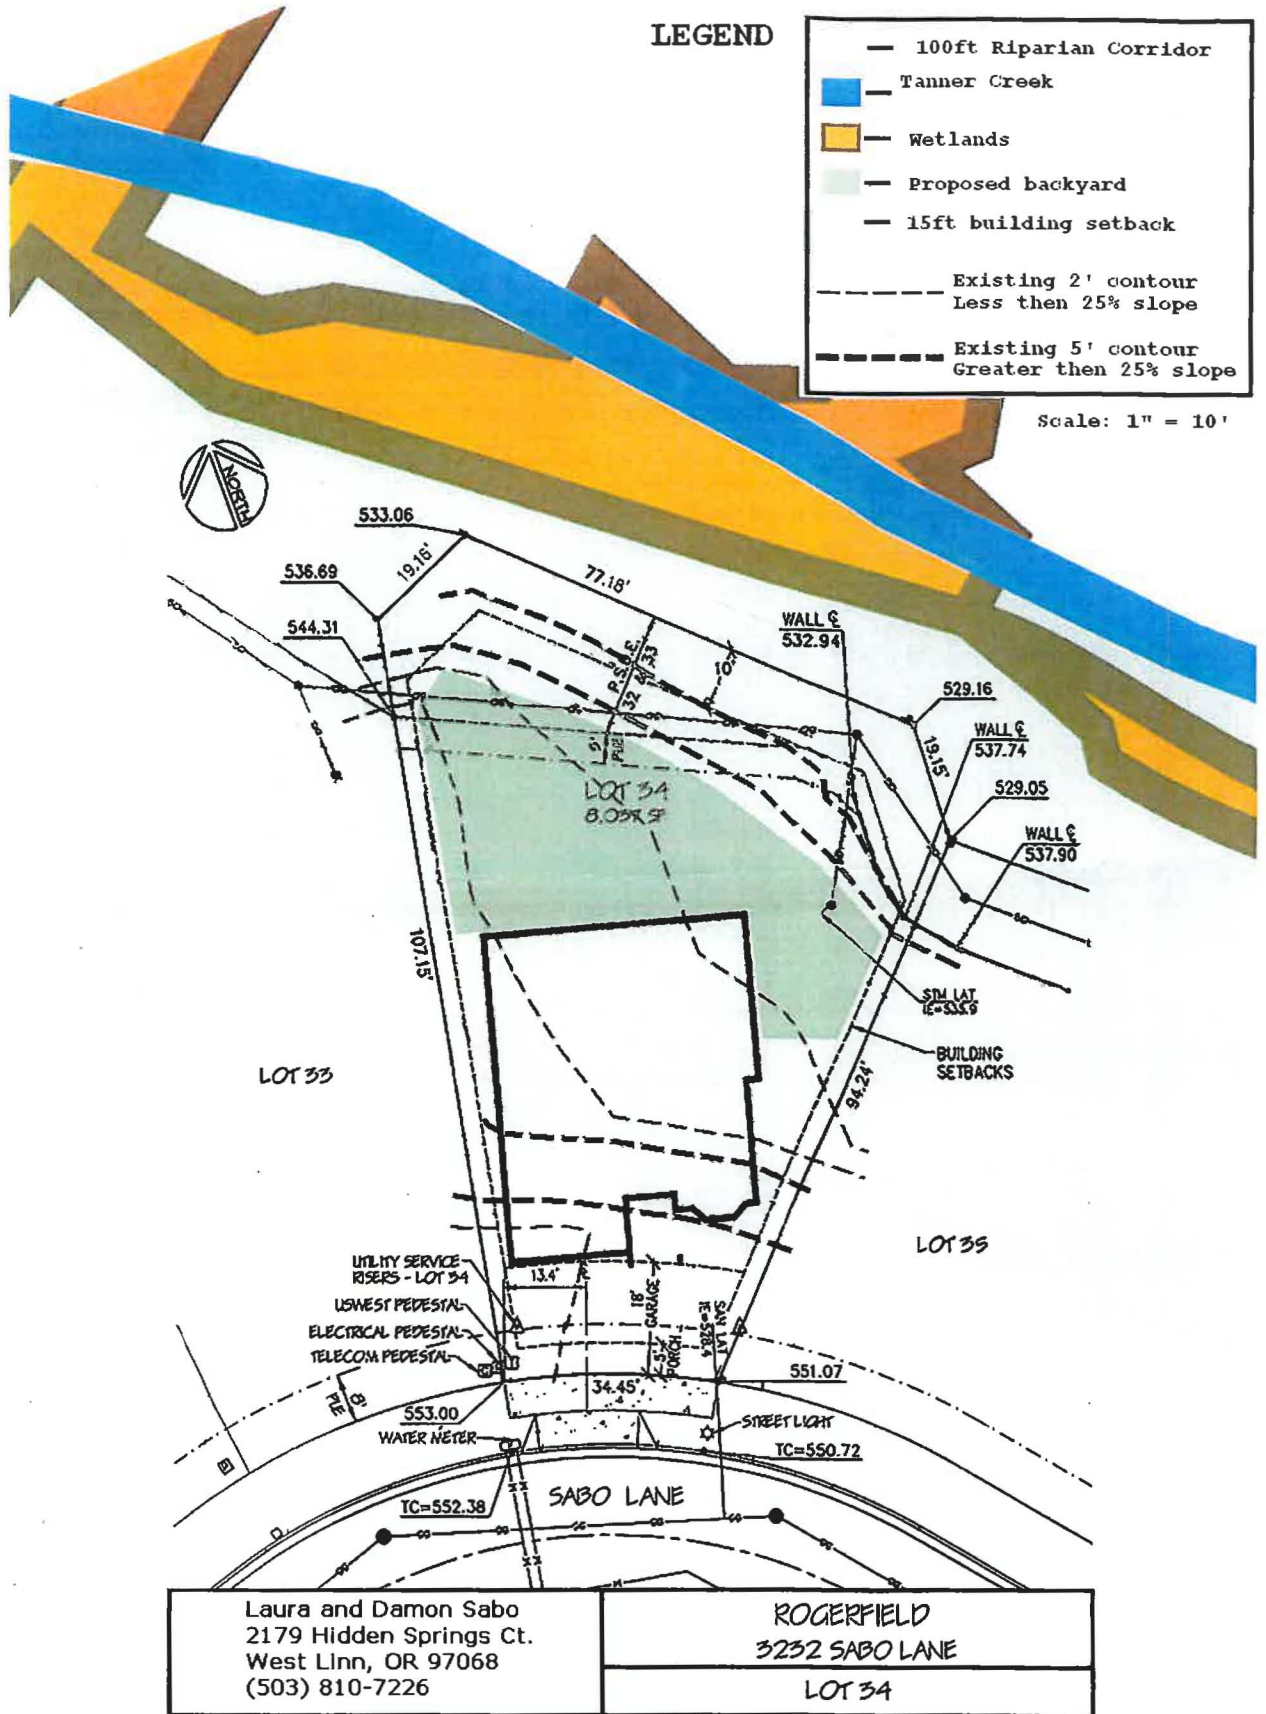 LEGEND
100ft Riparian Corridor
Tanner Creek
Wetlands
Proposed backyard
15ft building setback
Existing 2' contour
Less then 25% slope
Existing 5' contour
Greater then 25% slope
Scale: 1" = 10'
NORTH
533.06
19.16'
77.18'
536.69
544.31
WALL ℄
532.94
P.S.D.E.
10'
529.16
WALL ℄
537.74
19.15'
529.05
WALL ℄
537.90
LOT 34
107.15'
STM LAT
IE=535.9
BUILDING
SETBACKS
94.24'
LOT 33
LOT 35
UTILITY SERVICE
RISERS - LOT 34
USWEST PEDESTAL
ELECTRICAL PEDESTAL
TELECOM PEDESTAL
13.4'
18'
GARAGE
PORCH
SAN LAT
IE=528.4
551.07
34.45'
8'
PUE
553.00
WATER METER
STREET LIGHT
TC=550.72
TC=552.38
SABO LANE
Laura and Damon Sabo
2179 Hidden Springs Ct.
West Linn, OR 97068
(503) 810-7226
ROGERFIELD
3232 SABO LANE
LOT 34